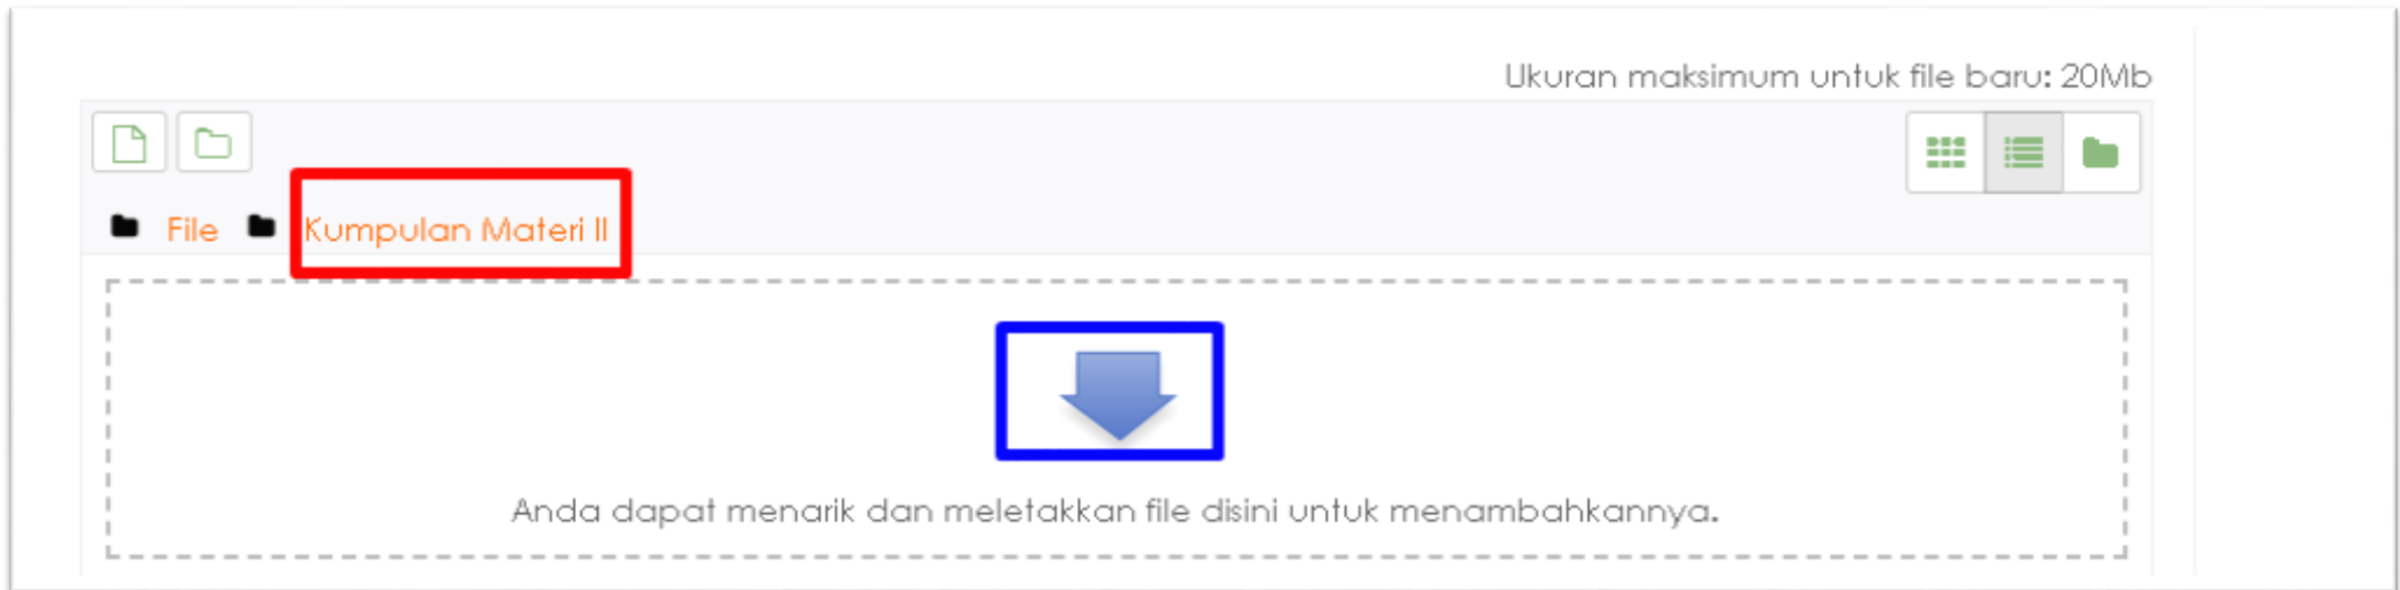 Ukuran maksimum untuk file baru: 20Mb
File Kumpulan Materi II
Anda dapat menarik dan meletakkan file disini untuk menambahkannya.